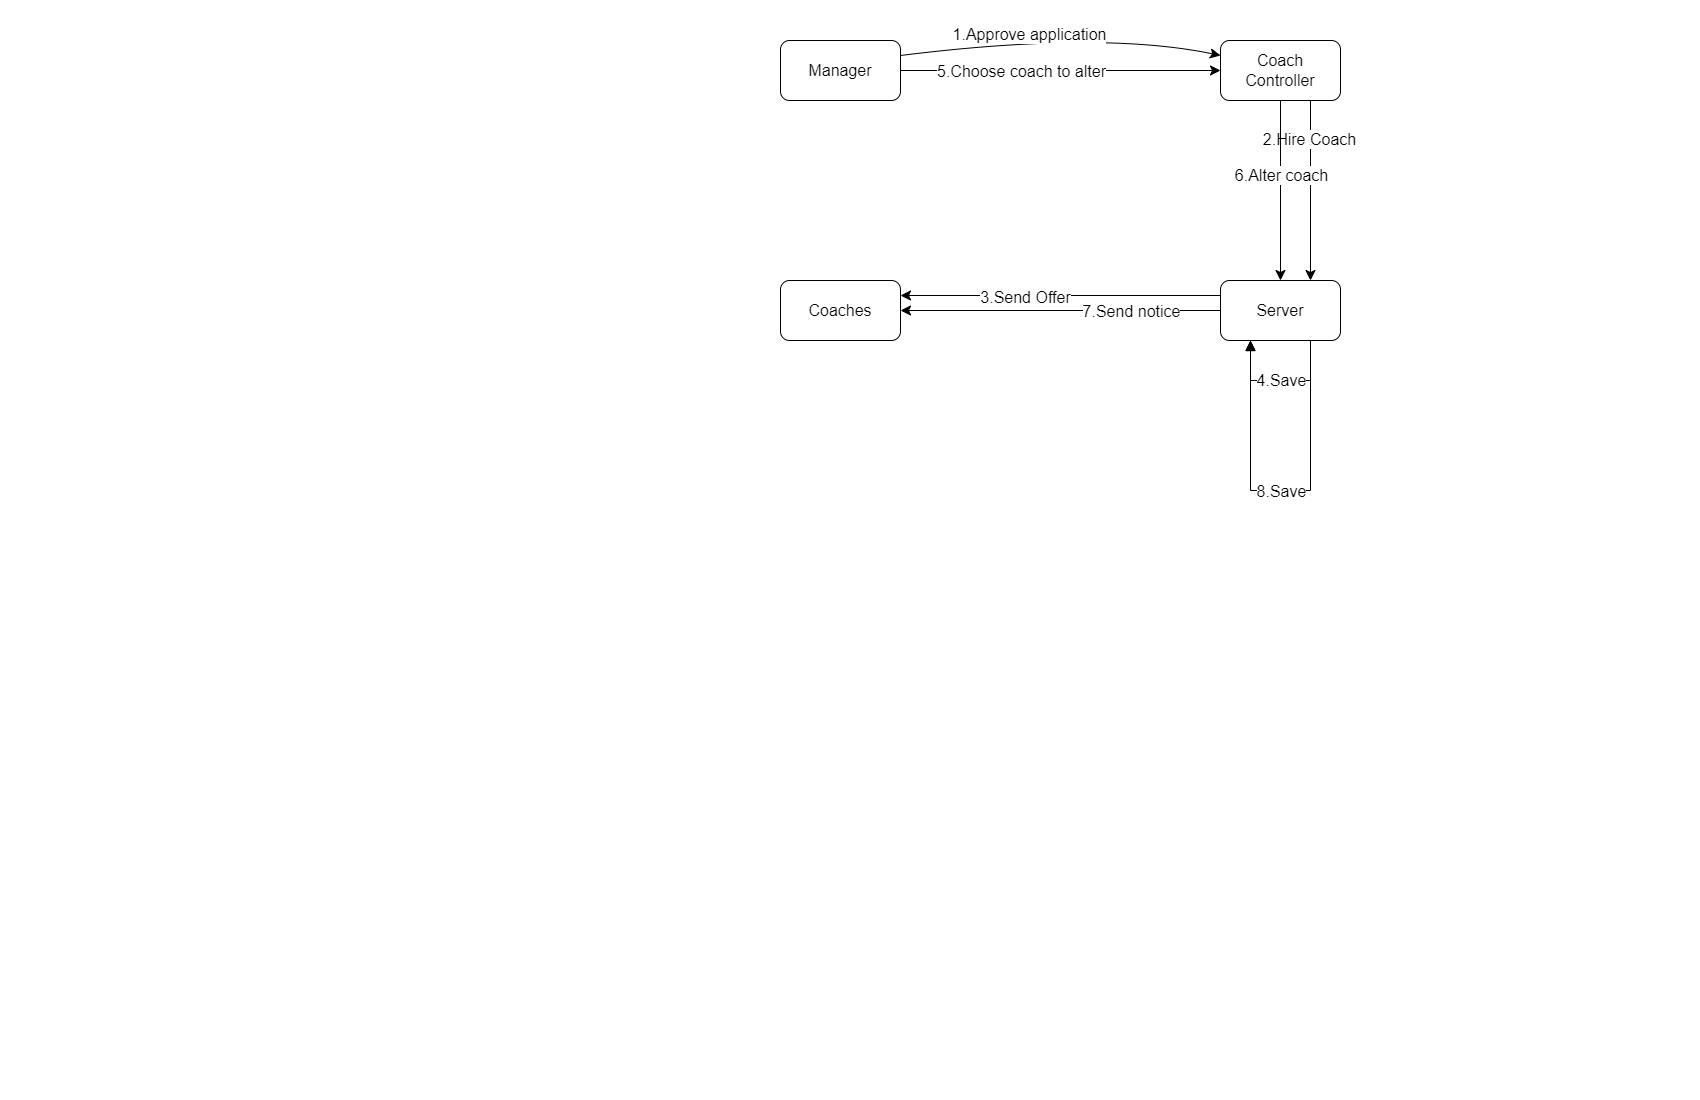 1.Approve application
Manager
5.Choose coach to alter
Coach
Controller
2.Hire Coach
6.Alter coach
Coaches
3.Send Offer
7.Send notice
Server
4.Save
8.Save